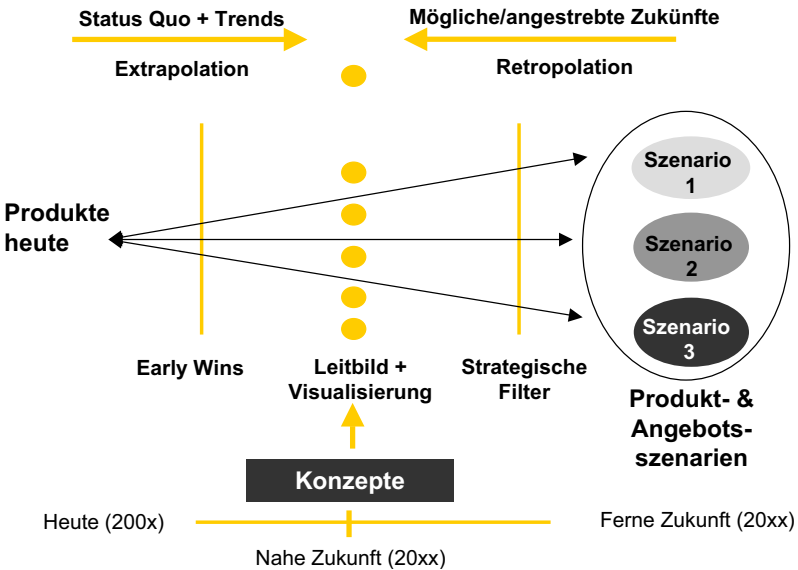 Status Quo + Trends
Mögliche/angestrebte Zukünfte
Extrapolation
Retropolation
Szenario
1
Produkte
heute
Szenario
2
Szenario
3
Early Wins
Leitbild +
Visualisierung
Strategische
Filter
Produkt- &
Angebots-
szenarien
Konzepte
Heute (200x)
Ferne Zukunft (20xx)
Nahe Zukunft (20xx)